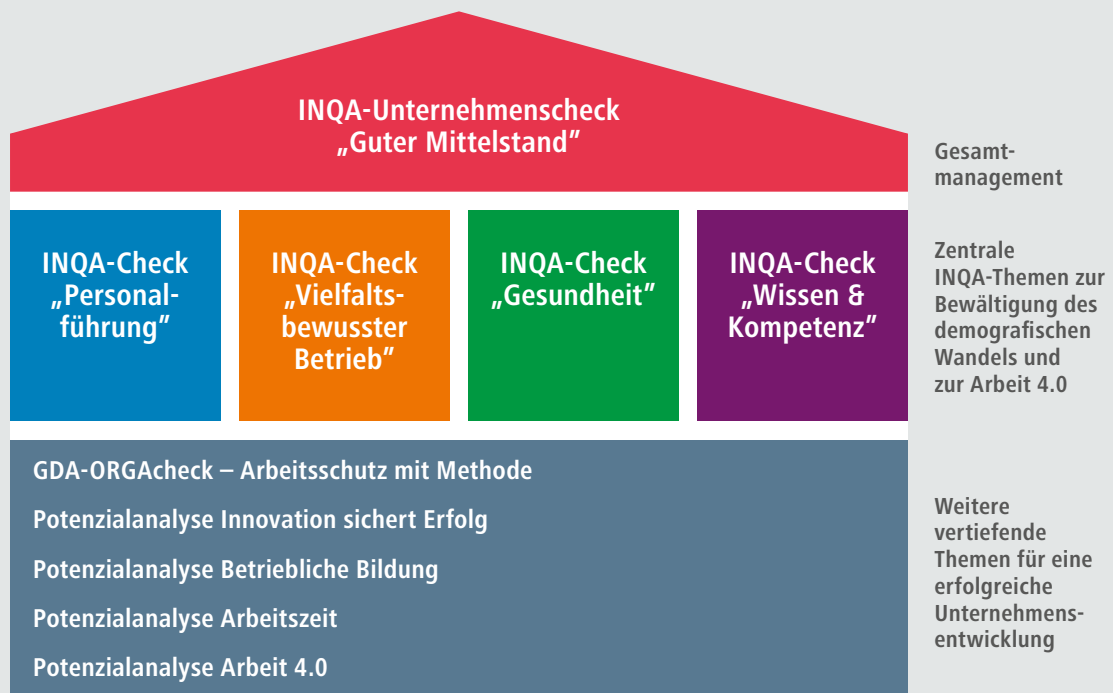 INQA-Unternehmenscheck
„Guter Mittelstand"
Gesamt-
management
INQA-Check
„Personal-
führung"
INQA-Check
„Vielfalts-
bewusster
Betrieb"
INQA-Check
„Gesundheit"
INQA-Check
„Wissen &
Kompetenz"
Zentrale
INQA-Themen zur
Bewältigung des
demografischen
Wandels und
zur Arbeit 4.0
GDA-ORGAcheck – Arbeitsschutz mit Methode
Potenzialanalyse Innovation sichert Erfolg
Potenzialanalyse Betriebliche Bildung
Potenzialanalyse Arbeitszeit
Potenzialanalyse Arbeit 4.0
Weitere
vertiefende
Themen für eine
erfolgreiche
Unternehmens-
entwicklung